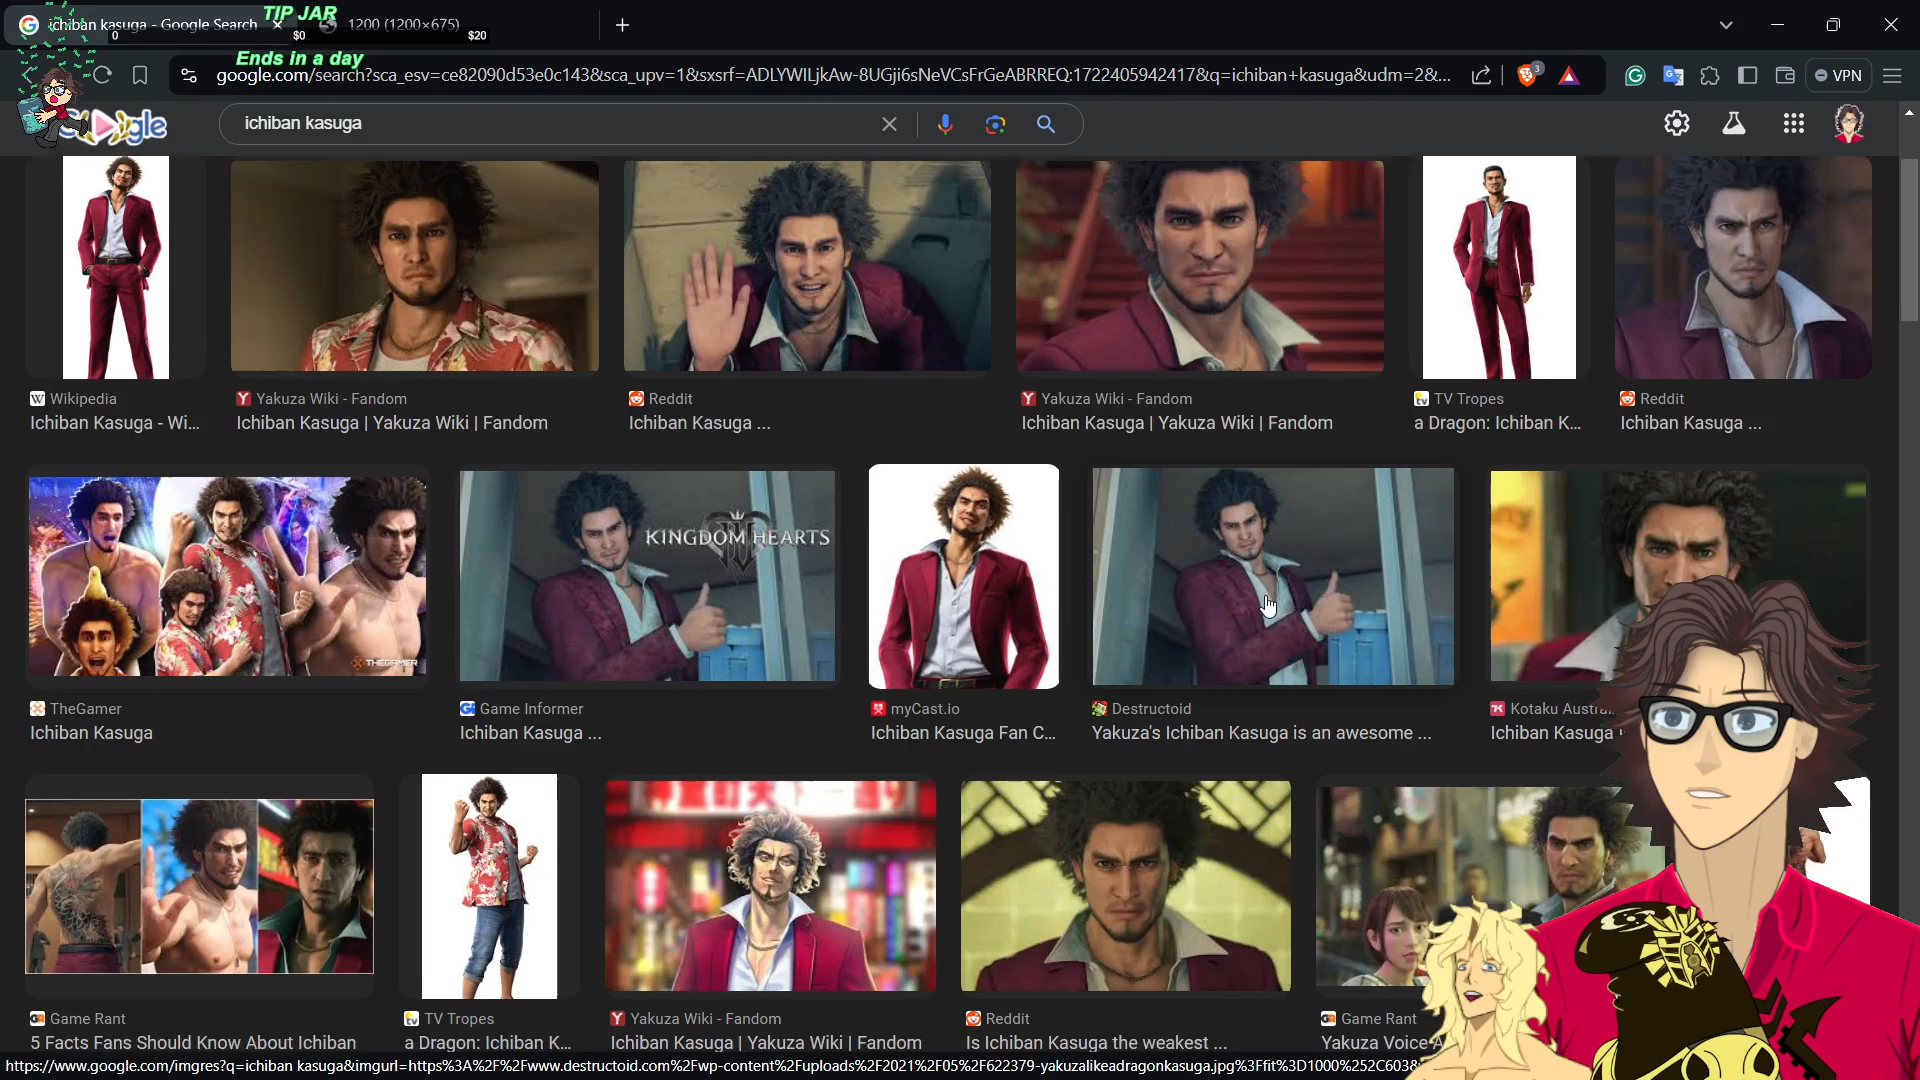 ichiban kasuga - Google Search
TIP JAR
1200 (1200×675)
0
$0
$20
Ends in a day
google.com/search?sca_esv=ce82090d53e0c143&sca_upv=1&sxsrf=ADLYWILjkAw-8UGji6sNeVCsFrGeABRREQ:1722405942417&q=ichiban+kasuga&udm=2&...
3
VPN
ichiban kasuga
Wikipedia
Ichiban Kasuga - Wi...
Yakuza Wiki - Fandom
Ichiban Kasuga | Yakuza Wiki | Fandom
Reddit
Ichiban Kasuga ...
Yakuza Wiki - Fandom
Ichiban Kasuga | Yakuza Wiki | Fandom
TV Tropes
a Dragon: Ichiban K...
Reddit
Ichiban Kasuga ...
KINGDOM HEARTS
THEGAMER
TheGamer
Ichiban Kasuga
Game Informer
Ichiban Kasuga ...
myCast.io
Ichiban Kasuga Fan C...
Destructoid
Yakuza's Ichiban Kasuga is an awesome ...
Kotaku Austra
Ichiban Kasuga
Game Rant
5 Facts Fans Should Know About Ichiban
TV Tropes
a Dragon: Ichiban K...
Yakuza Wiki - Fandom
Ichiban Kasuga | Yakuza Wiki | Fandom
Reddit
Is Ichiban Kasuga the weakest ...
Game Rant
Yakuza Voice A
https://www.google.com/imgres?q=ichiban kasuga&imgurl=https%3A%2F%2Fwww.destructoid.com%2Fwp-content%2Fuploads%2F2021%2F05%2F622379-yakuzalikeadragonkasuga.jpg%3Ffit%3D1000%252C603&